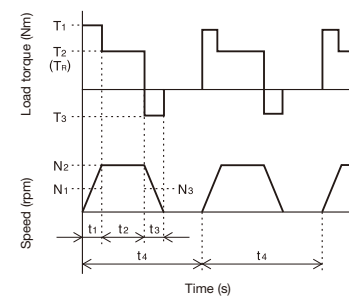 Load torque (Nm)
T1
T2
(TR)
T3
Speed (rpm)
N2
N1
N3
t1
t2
t3
t4
t4
Time (s)